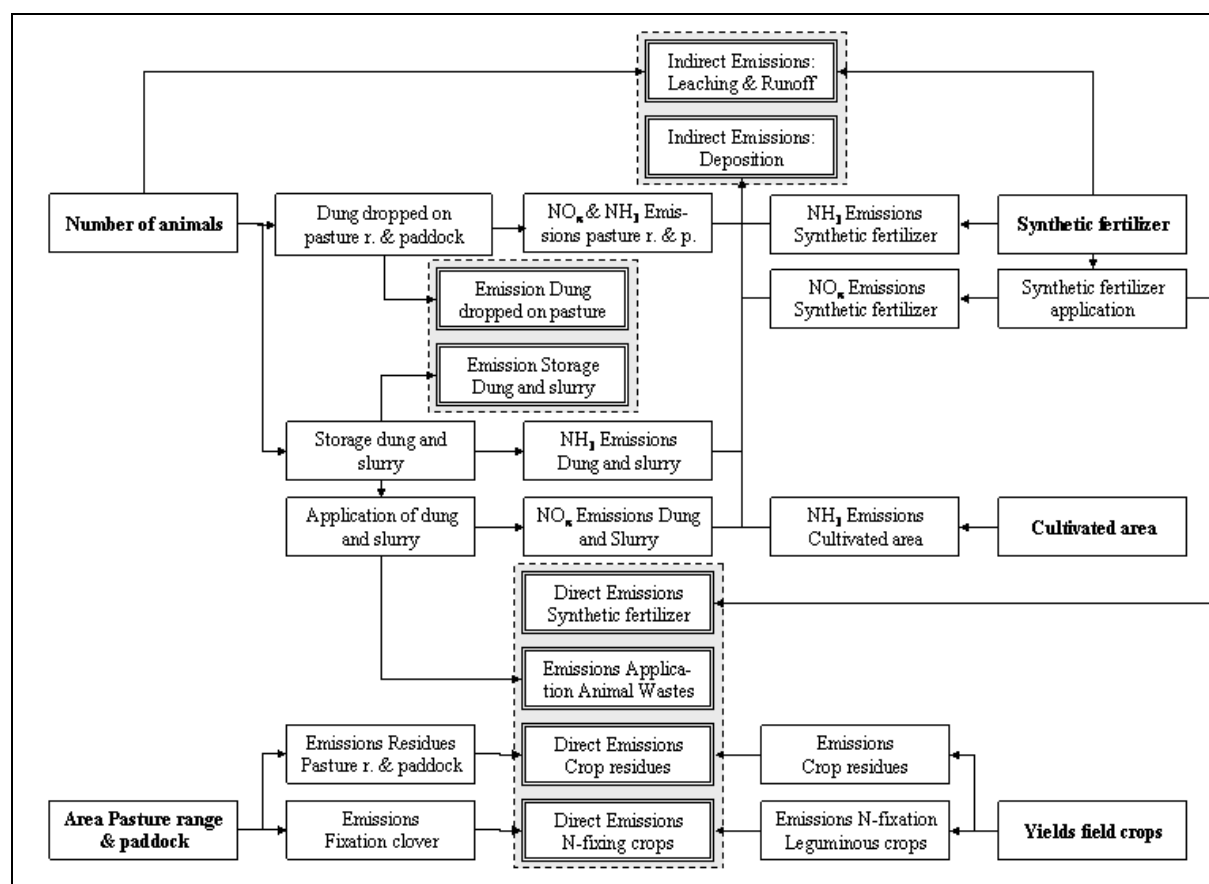 Indirect Emissions:
Leaching & Runoff
Indirect Emissions:
Deposition
Number of animals
Dung dropped on
pasture r. & paddock
NOx & NH3 Emis-
sions pasture r. & p.
NH3 Emissions
Synthetic fertilizer
Synthetic fertilizer
Emission Dung
dropped on pasture
NOx Emissions
Synthetic fertilizer
Synthetic fertilizer
application
Emission Storage
Dung and slurry
Storage dung and
slurry
NH3 Emissions
Dung and slurry
Application of dung
and slurry
NOx Emissions Dung
and Slurry
NH3 Emissions
Cultivated area
Cultivated area
Direct Emissions
Synthetic fertilizer
Emissions Applica-
tion Animal Wastes
Emissions Residues
Pasture r. & paddock
Direct Emissions
Crop residues
Emissions
Crop residues
Area Pasture range
& paddock
Emissions
Fixation clover
Direct Emissions
N-fixing crops
Emissions N-fixation
Leguminous crops
Yields field crops